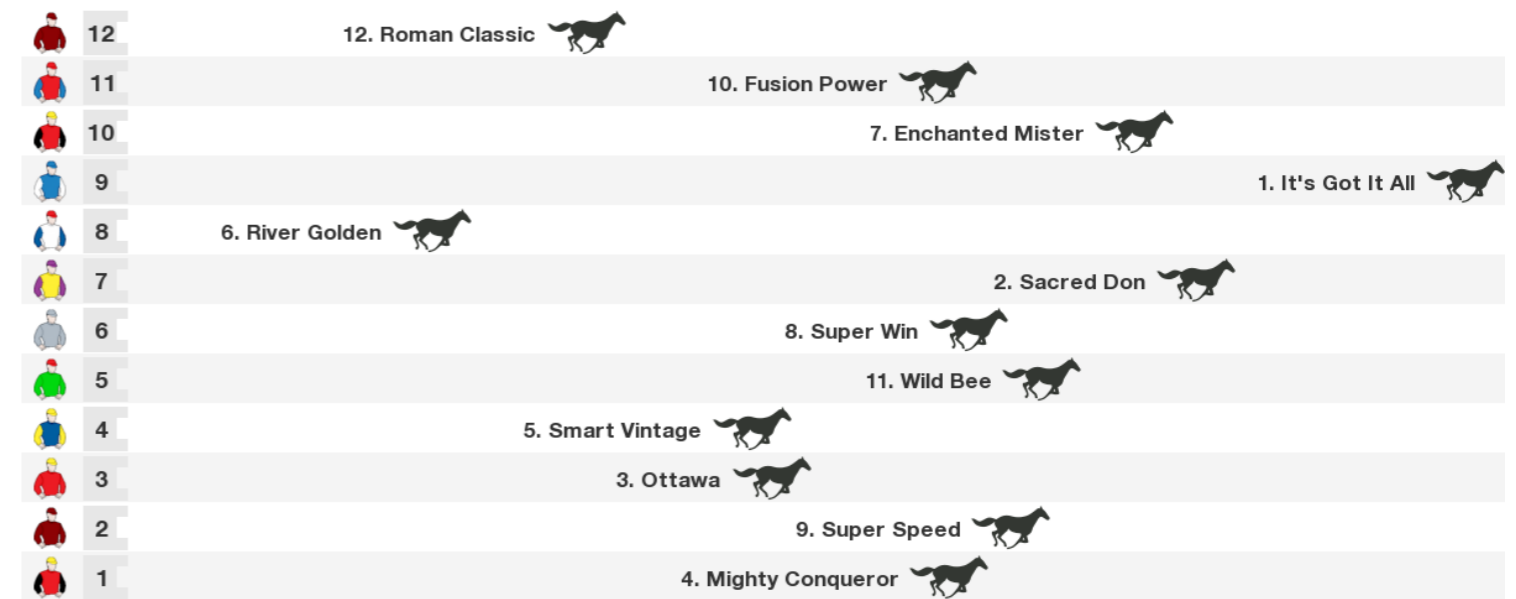 12 12. Roman Classic
11 10. Fusion Power
10 7. Enchanted Mister
9 1. It's Got It All
8 6. River Golden
7 2. Sacred Don
6 8. Super Win
5 11. Wild Bee
4 5. Smart Vintage
3 3. Ottawa
2 9. Super Speed
1 4. Mighty Conqueror